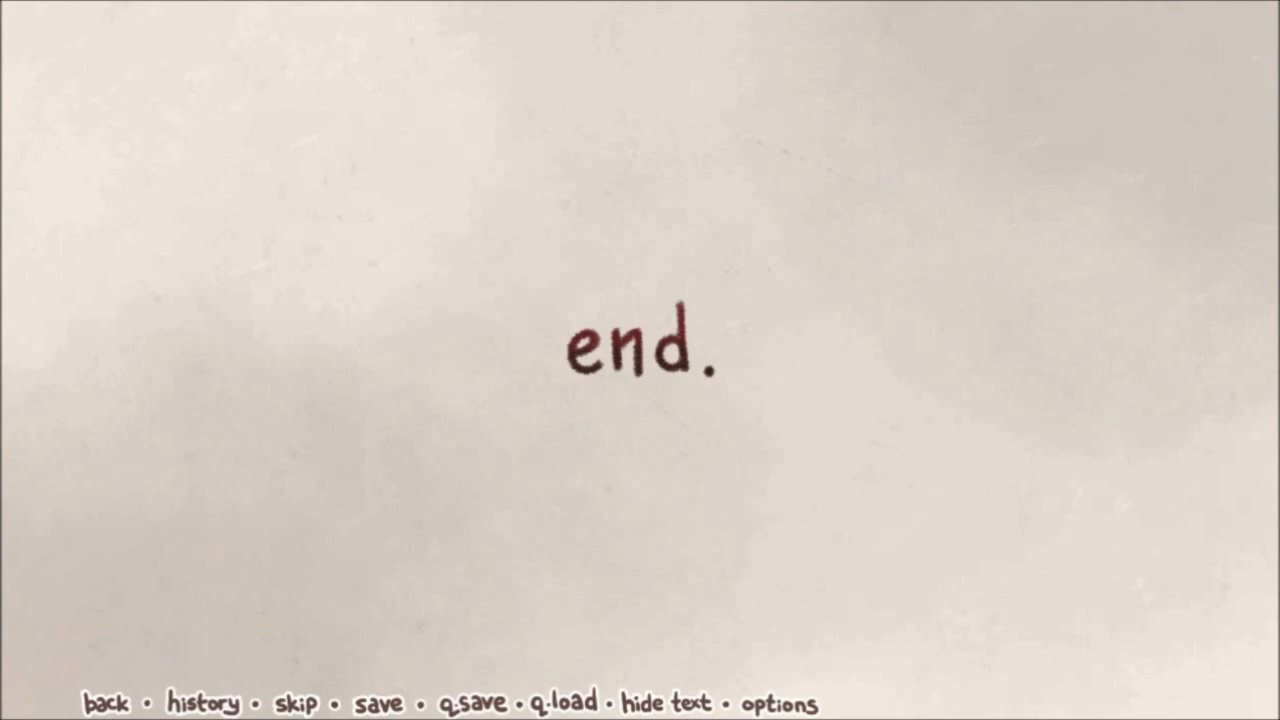 end.
back • history • skip • save • q.save • q.load • hide text • options